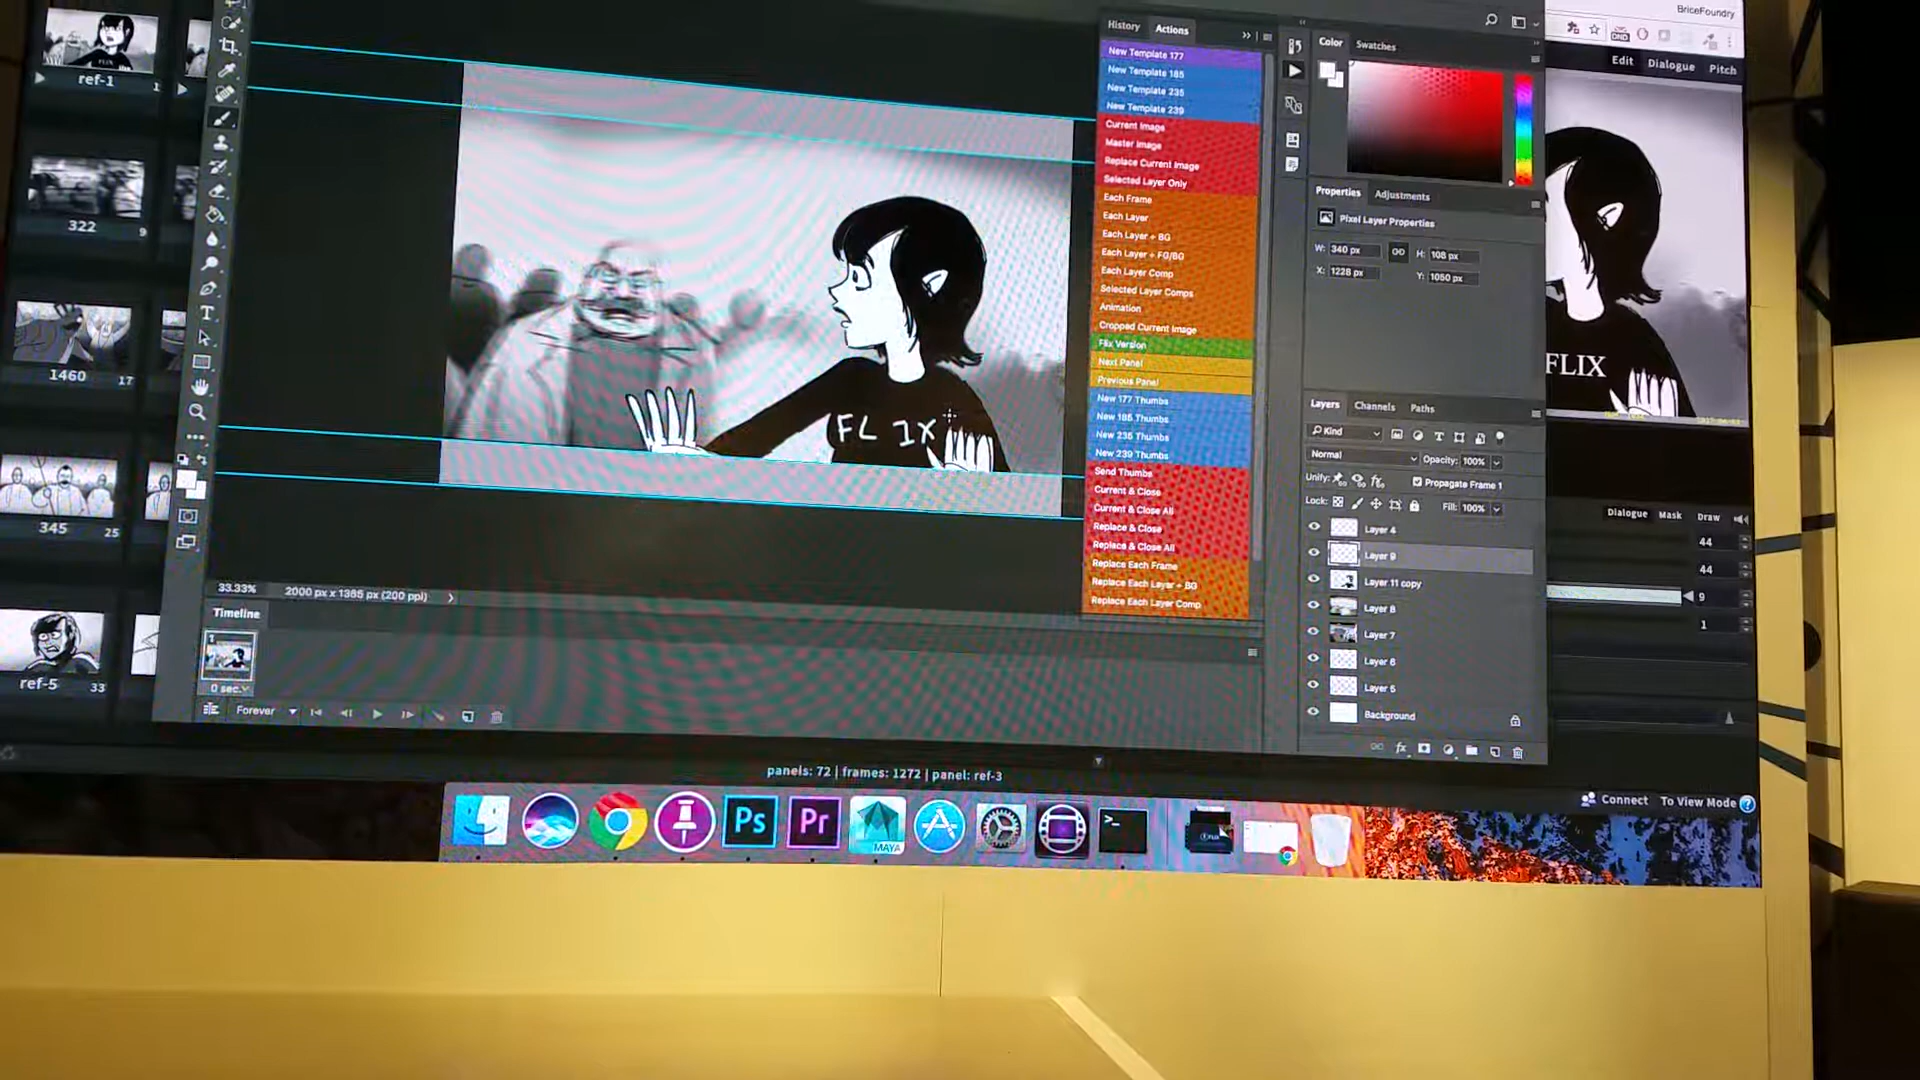 BriceFoundry
Edit Dialogue Pitch
ref-1 1
322 9
1460 17
345 25
ref-5 33
FL IX
FLIX
33.33% 2000 px x 1385 px (200 ppi)
Timeline
1
0 sec.
Forever
History Actions
New Template 177
New Template 185
New Template 235
New Template 239
Current Image
Master Image
Replace Current Image
Selected Layer Only
Each Frame
Each Layer
Each Layer + BG
Each Layer + FG/BG
Each Layer Comp
Selected Layer Comps
Animation
Cropped Current Image
Flix Version
Next Panel
Previous Panel
New 177 Thumbs
New 185 Thumbs
New 235 Thumbs
New 239 Thumbs
Send Thumbs
Current & Close
Current & Close All
Replace & Close
Replace & Close All
Replace Each Frame
Replace Each Layer + BG
Replace Each Layer Comp
Color Swatches
Properties Adjustments
Pixel Layer Properties
W: 340 px H: 108 px
X: 1228 px Y: 1050 px
Layers Channels Paths
Kind
Normal Opacity: 100%
Unify: Propagate Frame 1
Lock: Fill: 100%
Layer 4
Layer 9
Layer 11 copy
Layer 8
Layer 7
Layer 6
Layer 5
Background
fx
Dialogue Mask Draw
44
44
9
1
panels: 72 | frames: 1272 | panel: ref-3
Connect To View Mode ?
Ps Pr MAYA